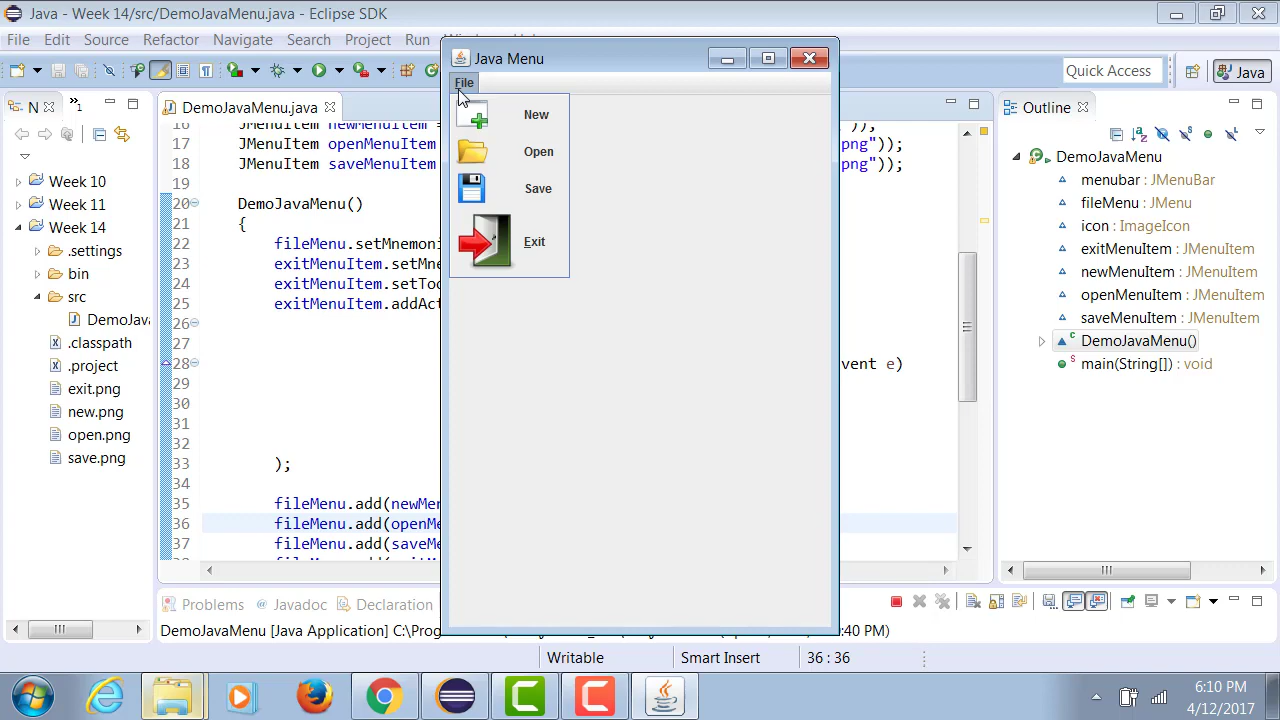 Java - Week 14/src/DemoJavaMenu.java - Eclipse SDK
File Edit Source Refactor Navigate Search Project Run
Quick Access
Java
N
DemoJavaMenu.java
Outline
Java Menu
File
New
Open
Save
Exit
Week 10
Week 11
Week 14
.settings
bin
src
DemoJava
.classpath
.project
exit.png
new.png
open.png
save.png
16 JMenuItem newMenuItem = ));
17 JMenuItem openMenuItem png"));
18 JMenuItem saveMenuItem png"));
19
20 DemoJavaMenu()
21 {
22 fileMenu.setMnemoni
23 exitMenuItem.setMne
24 exitMenuItem.setToo
25 exitMenuItem.addAct
26
27
28 vent e)
29
30
31
32
33 );
34
35 fileMenu.add(newMen
36 fileMenu.add(openMe
37 fileMenu.add(saveMe
DemoJavaMenu
menubar : JMenuBar
fileMenu : JMenu
icon : ImageIcon
exitMenuItem : JMenuItem
newMenuItem : JMenuItem
openMenuItem : JMenuItem
saveMenuItem : JMenuItem
DemoJavaMenu()
main(String[]) : void
Problems @ Javadoc Declaration
DemoJavaMenu [Java Application] C:\Prog :40 PM)
Writable Smart Insert 36 : 36
6:10 PM
4/12/2017